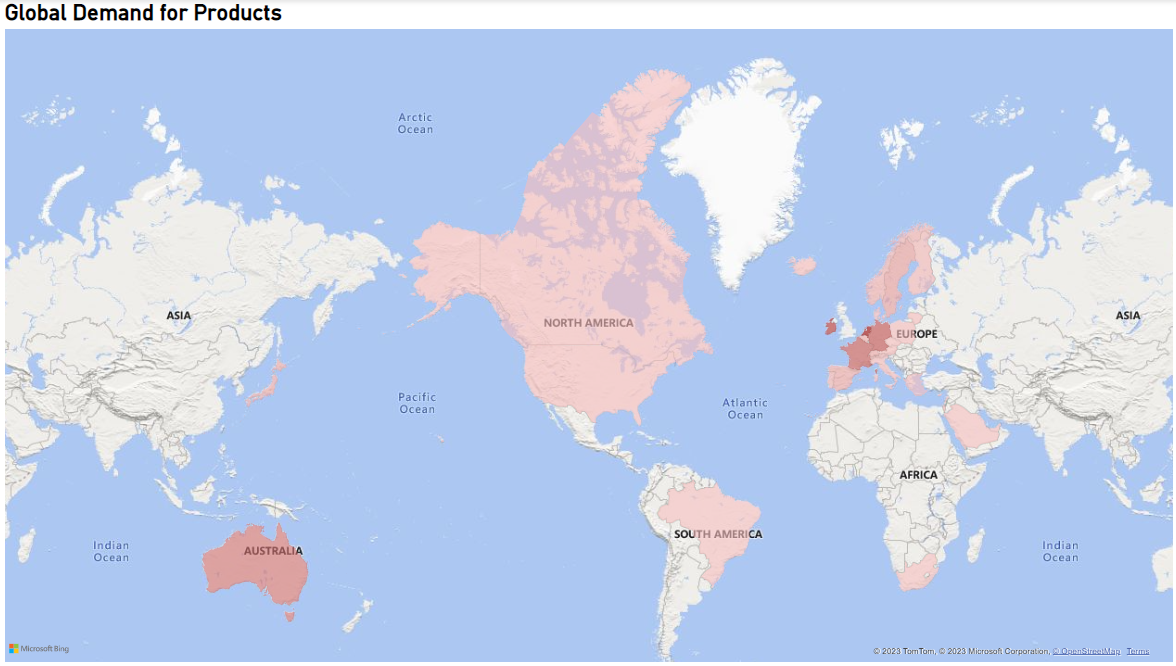 Global Demand for Products
Arctic
Ocean
ASIA
NORTH AMERICA
EUROPE
ASIA
Pacific
Ocean
Atlantic
Ocean
AFRICA
SOUTH AMERICA
Indian
Ocean
AUSTRALIA
Indian
Ocean
Microsoft Bing
© 2023 TomTom, © 2023 Microsoft Corporation, © OpenStreetMap Terms